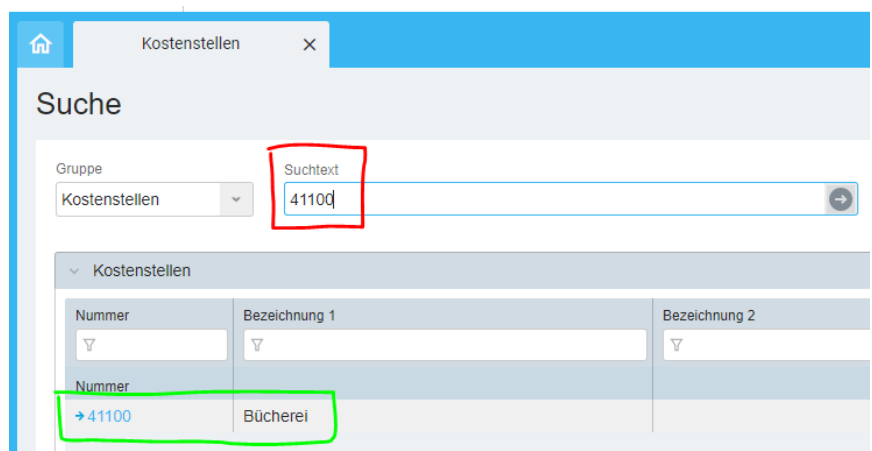 Kostenstellen
Suche
Gruppe Suchtext
Kostenstellen 41100
Kostenstellen
Nummer Bezeichnung 1 Bezeichnung 2
Nummer
41100 Bücherei